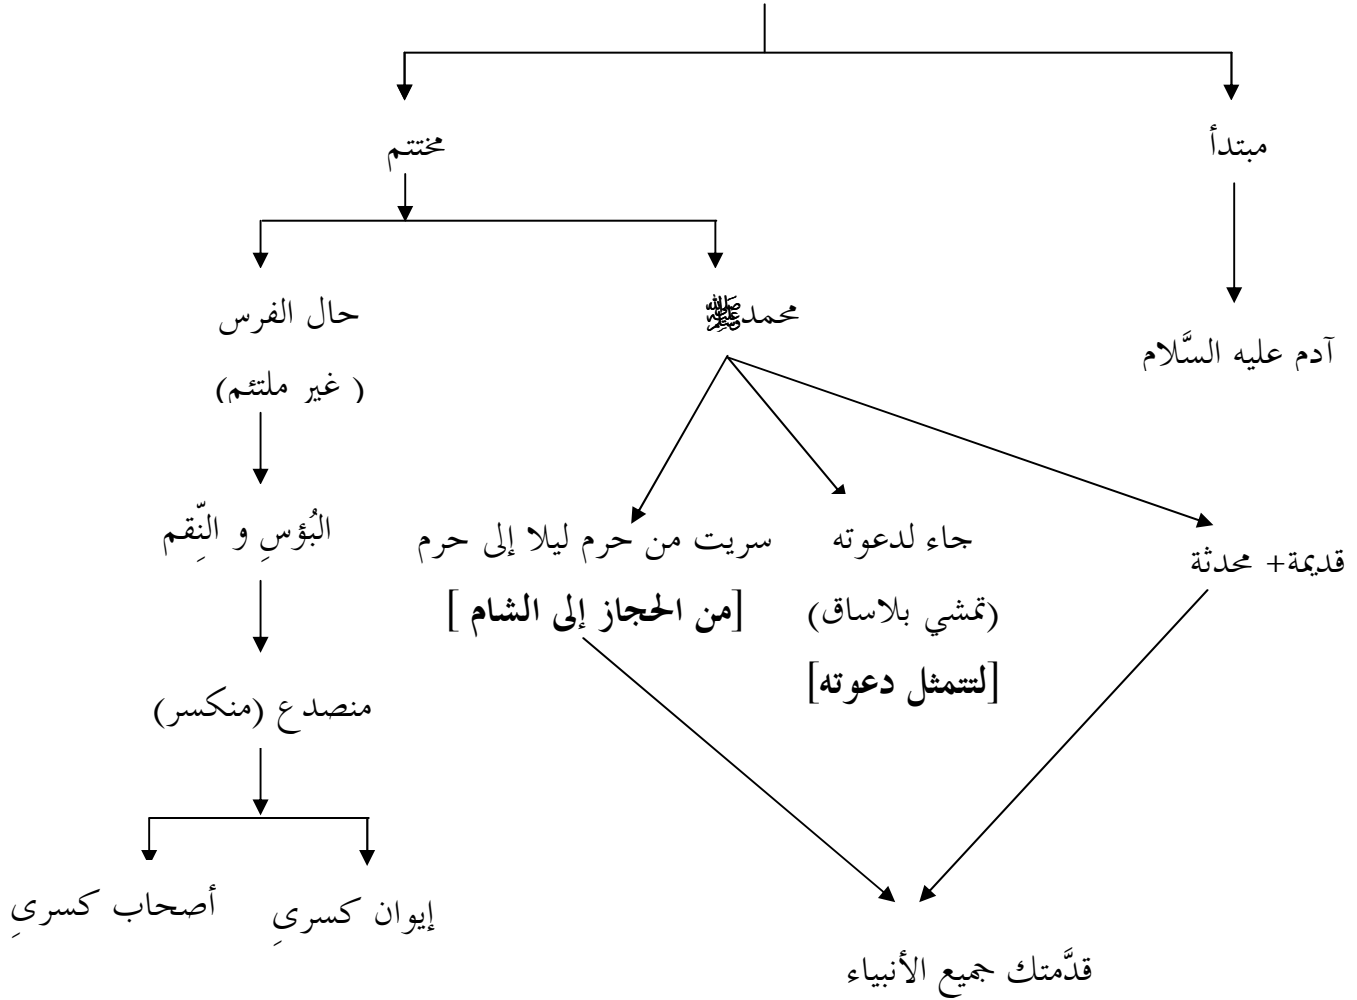 مبتدأ
مختتم
محمد ﷺ
حال الفرس
آدم عليه السَّلام
( غير ملتئم)
قديمة+ محدثة
جاء لدعوته
سريت من حرم ليلا إلى حرم
البُؤسِ و النِّقم
(تمشي بلاساق)
[من الحجاز إلى الشام ]
[لتتمثل دعوته]
منصدع (منكسر)
إيوان كسرىِ
أصحاب كسرىِ
قدَّمتك جميع الأنبياء